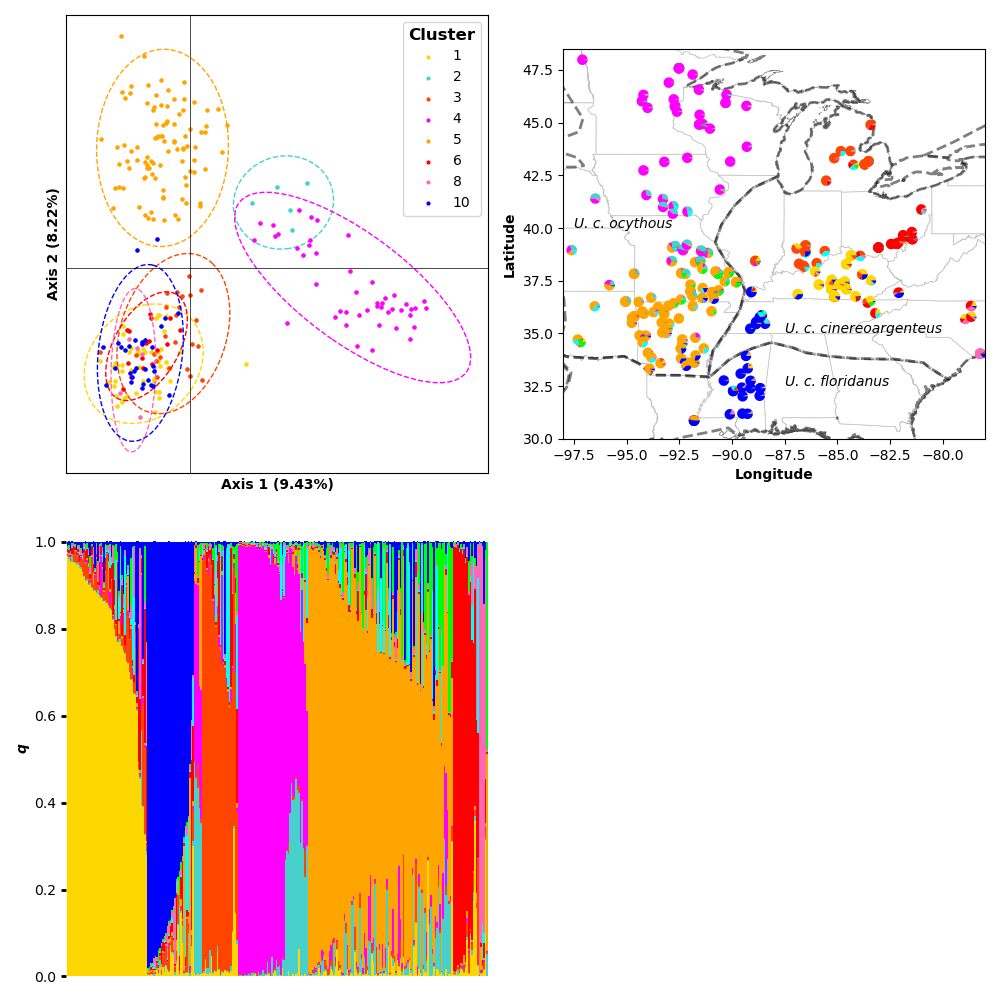 Cluster
1
2
3
4
5
6
8
10
Axis 2 (8.22%)
Axis 1 (9.43%)
47.5
45.0
42.5
40.0
37.5
35.0
32.5
30.0
Latitude
U. c. ocythous
U. c. cinereoargenteus
U. c. floridanus
−97.5 −95.0 −92.5 −90.0 −87.5 −85.0 −82.5 −80.0
Longitude
1.0
0.8
0.6
0.4
0.2
0.0
q